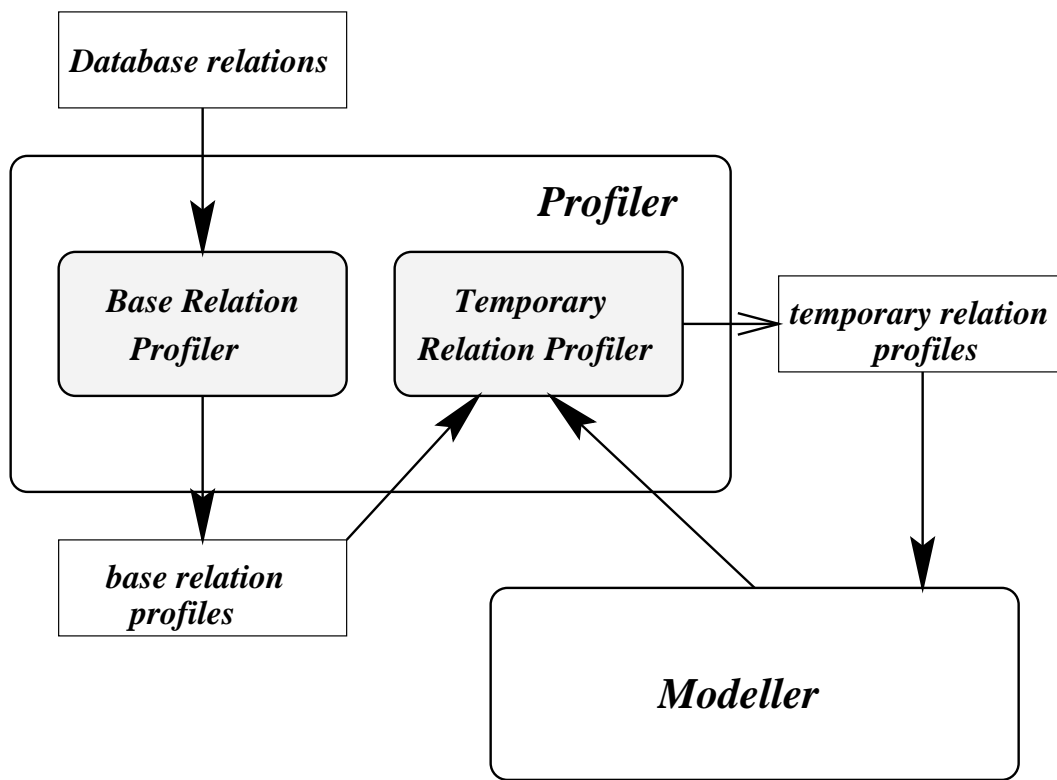 Database relations
Profiler
Base Relation
Profiler
Temporary
Relation Profiler
temporary relation
profiles
base relation
profiles
Modeller